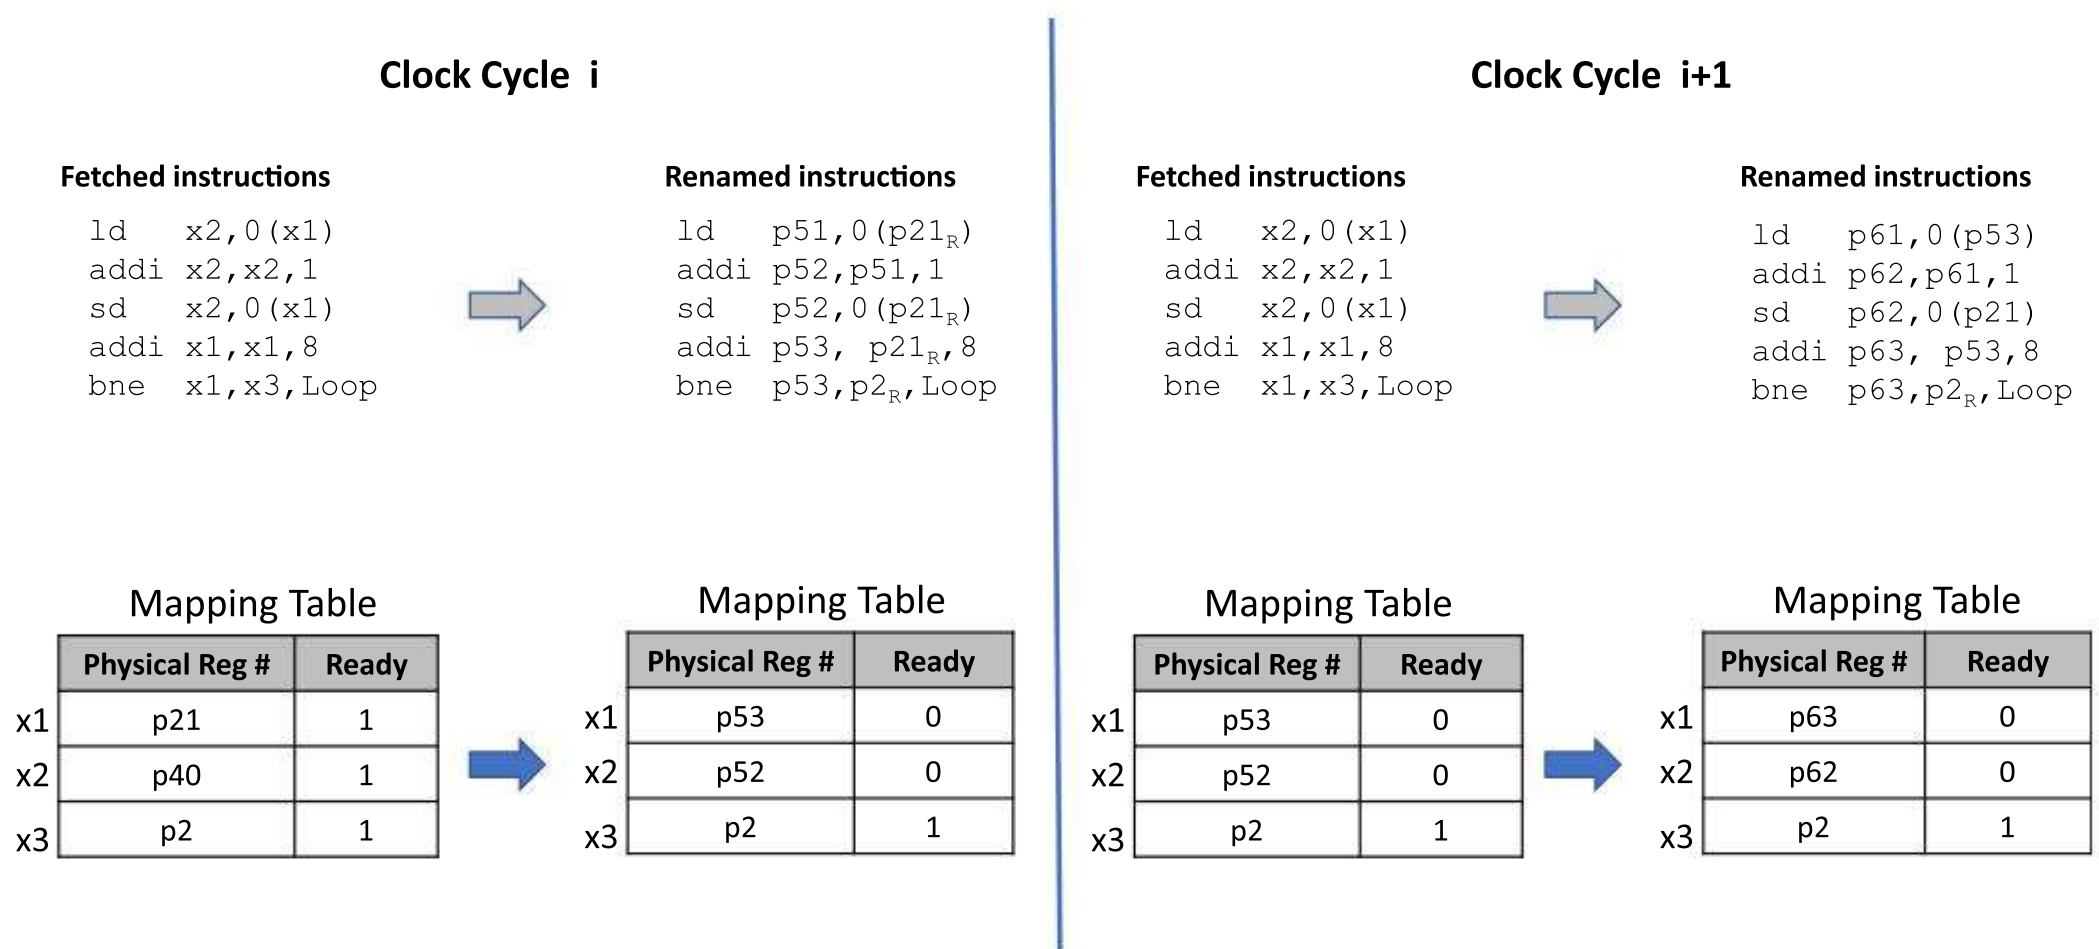 Clock Cycle i
Fetched instructions
ld x2,0(x1)
addi x2,x2,1
sd x2,0(x1)
addi x1,x1,8
bne x1,x3,Loop
Renamed instructions
ld p51,0(p21R)
addi p52,p51,1
sd p52,0(p21R)
addi p53, p21R,8
bne p53,p2R,Loop
Mapping Table
Physical Reg # Ready
x1 p21 1
x2 p40 1
x3 p2 1
Mapping Table
Physical Reg # Ready
x1 p53 0
x2 p52 0
x3 p2 1
Clock Cycle i+1
Fetched instructions
ld x2,0(x1)
addi x2,x2,1
sd x2,0(x1)
addi x1,x1,8
bne x1,x3,Loop
Renamed instructions
ld p61,0(p53)
addi p62,p61,1
sd p62,0(p21)
addi p63, p53,8
bne p63,p2R,Loop
Mapping Table
Physical Reg # Ready
x1 p53 0
x2 p52 0
x3 p2 1
Mapping Table
Physical Reg # Ready
x1 p63 0
x2 p62 0
x3 p2 1